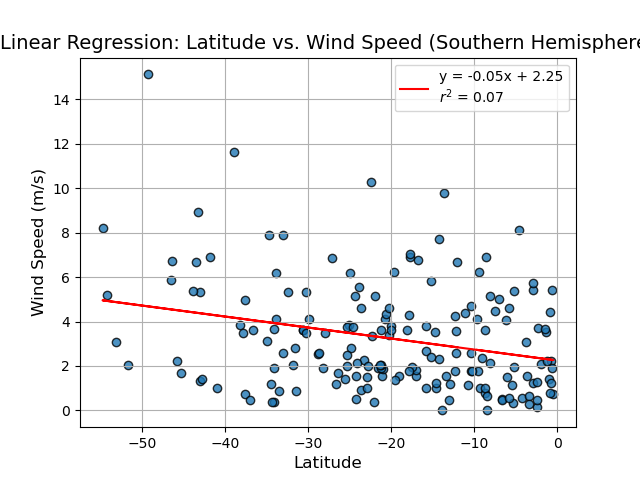 Linear Regression: Latitude vs. Wind Speed (Southern Hemisphere
y = -0.05x + 2.25
r² = 0.07
14
12
10
8
6
4
2
0
Wind Speed (m/s)
−50 −40 −30 −20 −10 0
Latitude